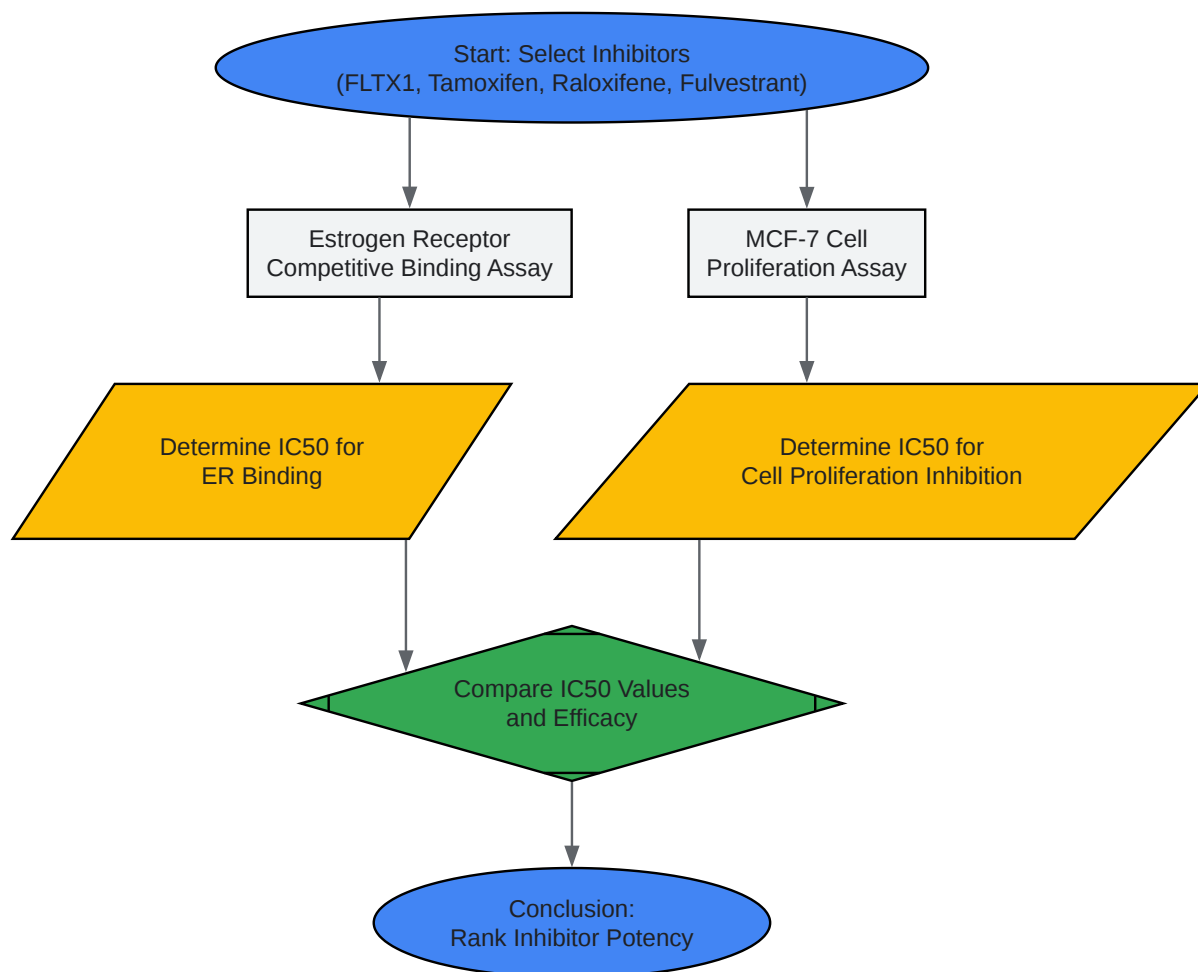 Start: Select Inhibitors
(FLTX1, Tamoxifen, Raloxifene, Fulvestrant)
Estrogen Receptor
Competitive Binding Assay
MCF-7 Cell
Proliferation Assay
Determine IC50 for
ER Binding
Determine IC50 for
Cell Proliferation Inhibition
Compare IC50 Values
and Efficacy
Conclusion:
Rank Inhibitor Potency